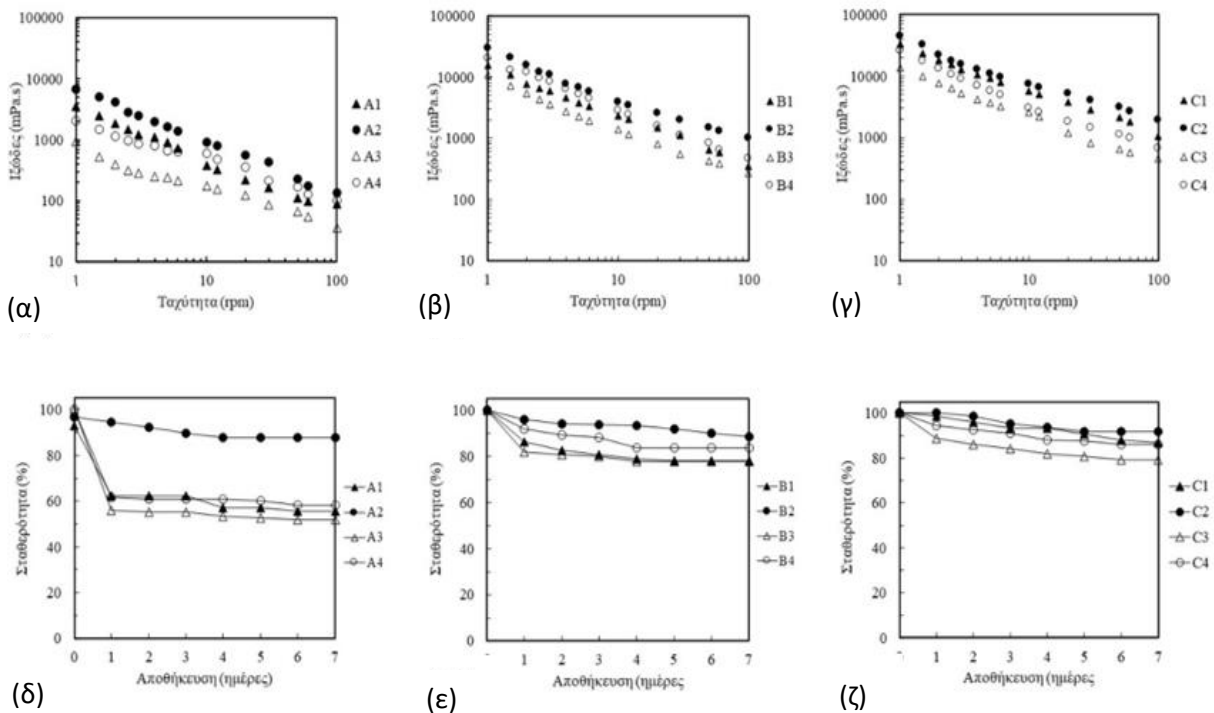 100000
10000
1000
100
10
1
10
100
Ιξώδες (mPa.s)
Ταχύτητα (rpm)
▲ A1
● A2
△ A3
○ A4
(α)
100000
10000
1000
100
10
1
10
100
Ιξώδες (mPa.s)
Ταχύτητα (rpm)
▲ B1
● B2
△ B3
○ B4
(β)
100000
10000
1000
100
10
1
10
100
Ιξώδες (mPa.s)
Ταχύτητα (rpm)
▲ C1
● C2
△ C3
○ C4
(γ)
100
80
60
40
20
0
0 1 2 3 4 5 6 7
Σταθερότητα (%)
Αποθήκευση (ημέρες)
A1
A2
A3
A4
(δ)
100
80
60
40
20
0
1 2 3 4 5 6 7
Σταθερότητα (%)
Αποθήκευση (ημέρες
B1
B2
B3
B4
(ε)
100
80
60
40
20
0
1 2 3 4 5 6 7
Σταθερότητα (%)
Αποθήκευση (ημέρες
C1
C2
C3
C4
(ζ)